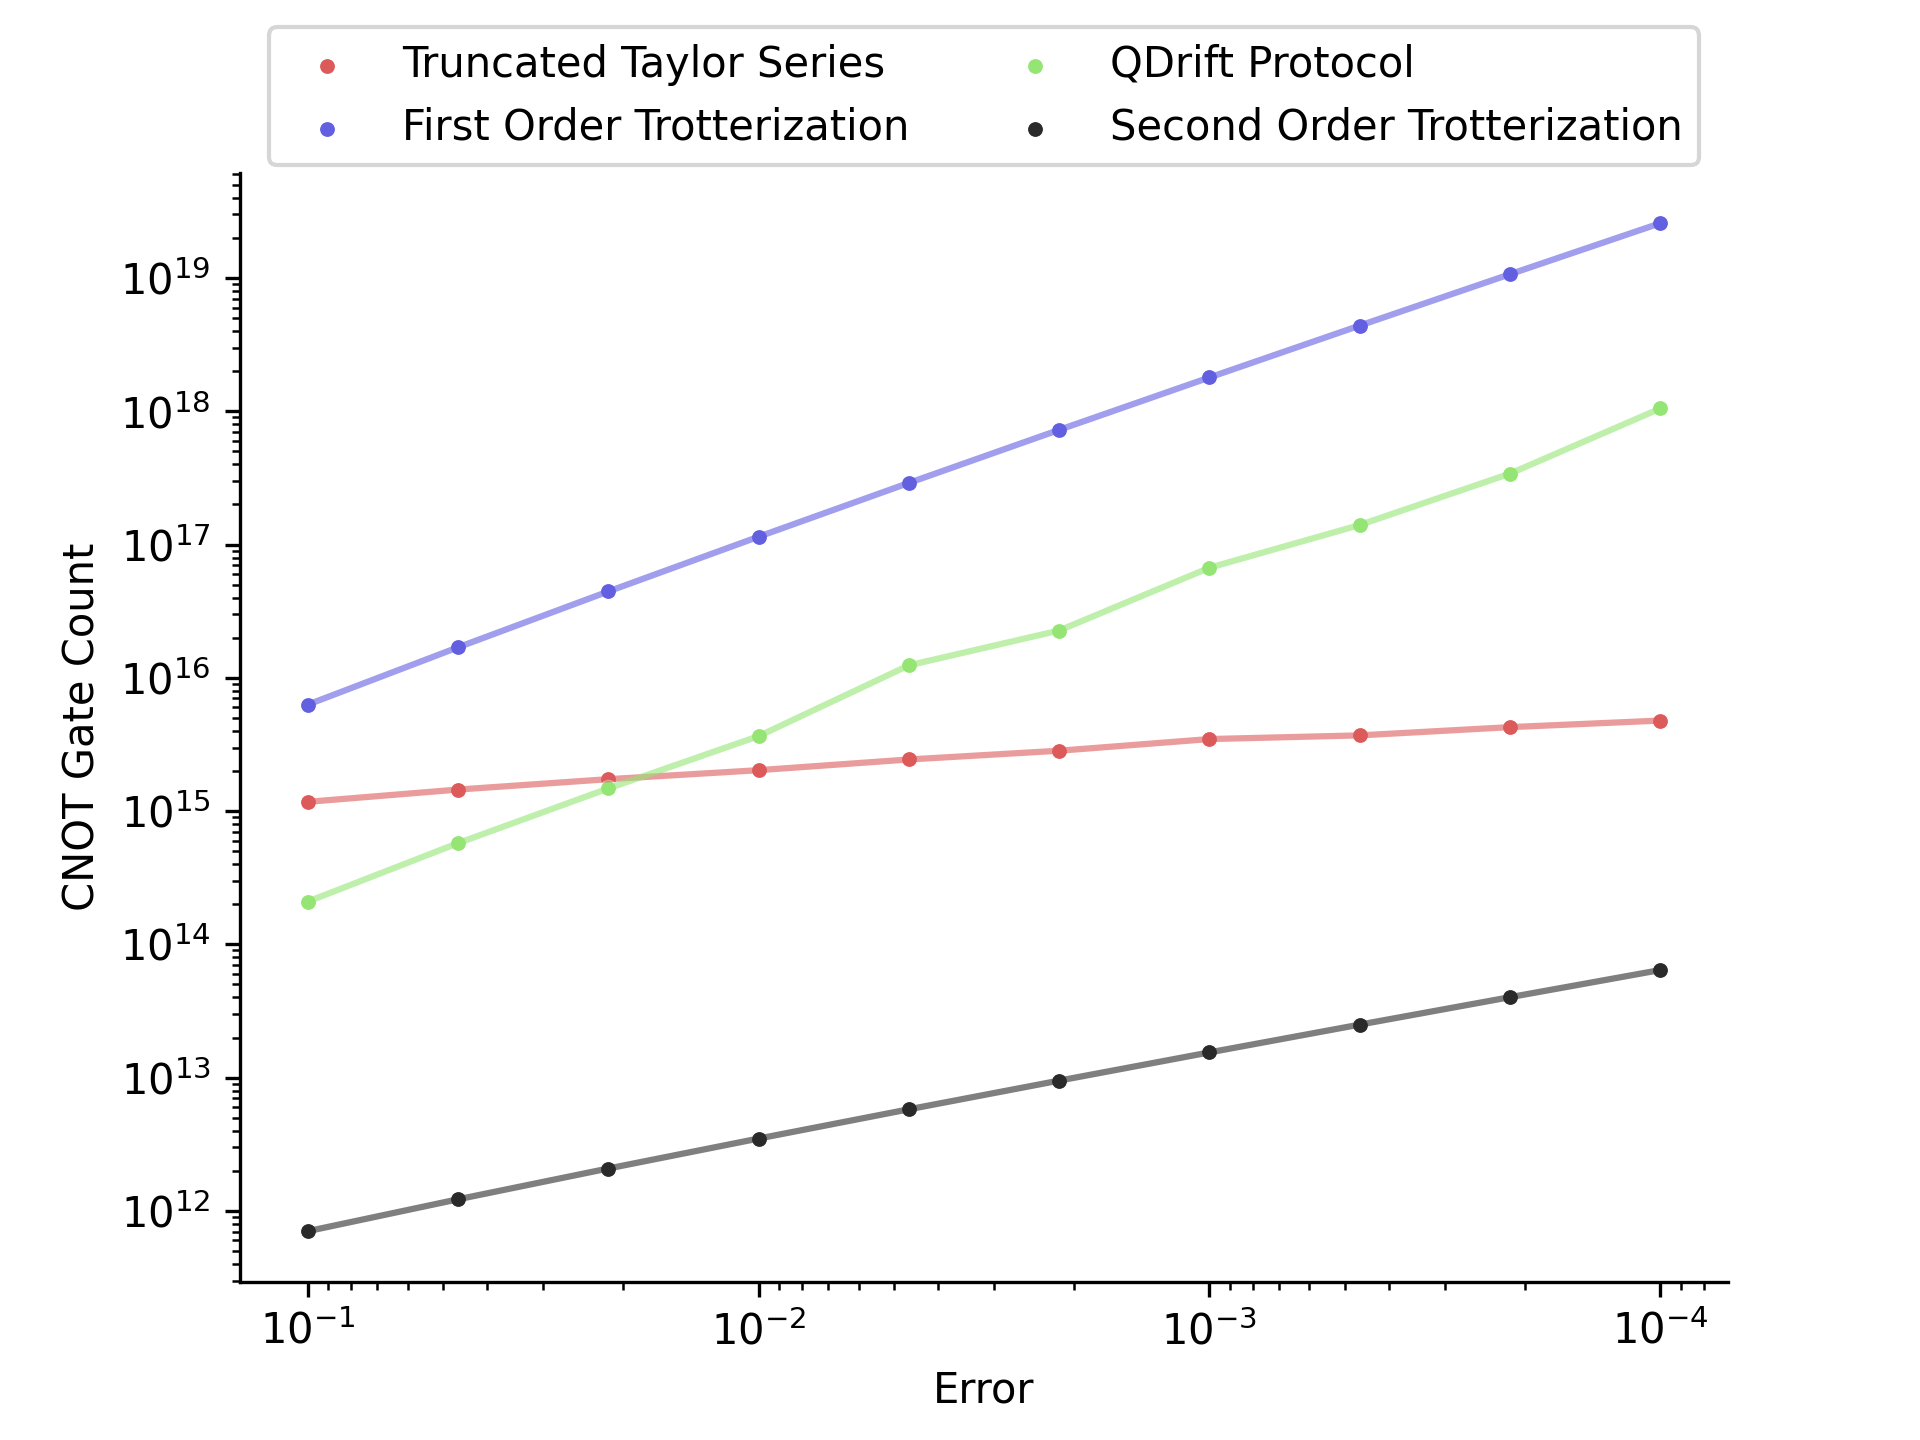 Truncated Taylor Series
First Order Trotterization
QDrift Protocol
Second Order Trotterization
CNOT Gate Count
10¹⁹
10¹⁸
10¹⁷
10¹⁶
10¹⁵
10¹⁴
10¹³
10¹²
10⁻¹ 10⁻² 10⁻³ 10⁻⁴
Error